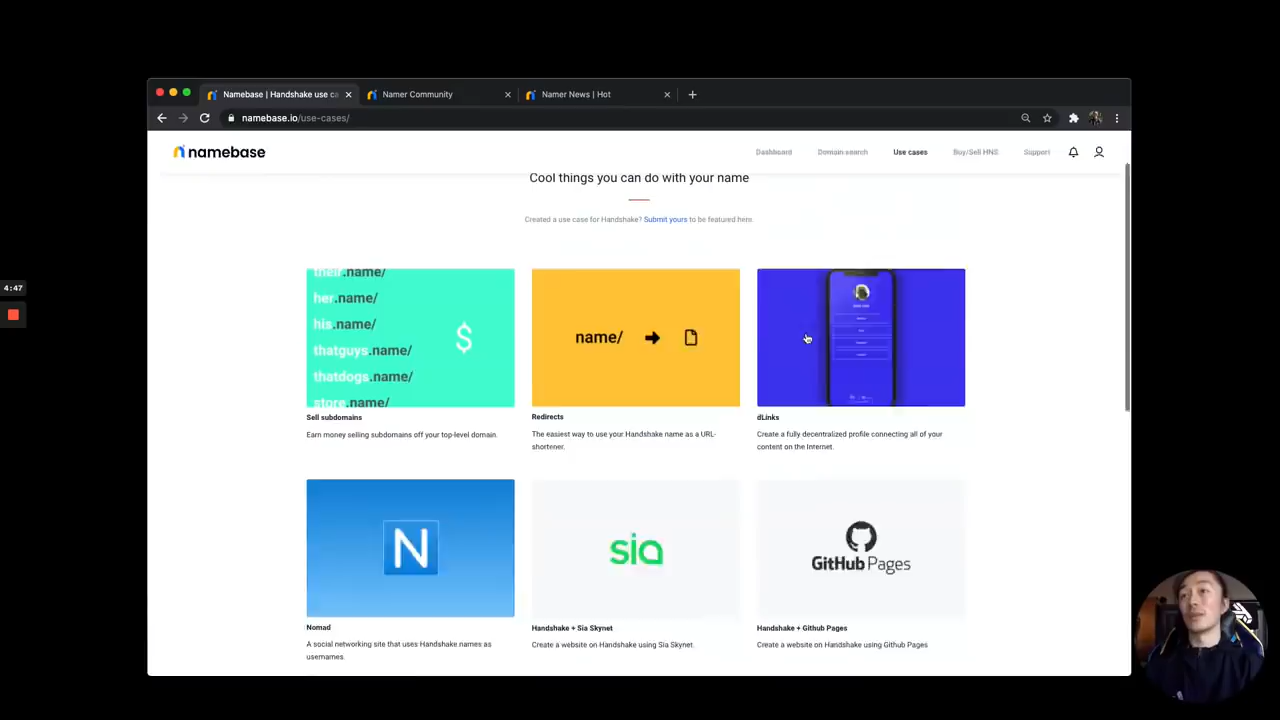 Namebase | Handshake use ca
Namer Community
Namer News | Hot
namebase.io/use-cases/
namebase
Dashboard
Domain search
Use cases
Buy/Sell HNS
Support
Cool things you can do with your name
Created a use case for Handshake? Submit yours to be featured here.
4:47
their.name/
her.name/
his.name/
thatguys.name/
thatdogs.name/
store.name/
$
name/
Sell subdomains
Earn money selling subdomains off your top-level domain.
Redirects
The easiest way to use your Handshake name as a URL-
shortener.
dLinks
Create a fully decentralized profile connecting all of your
content on the Internet.
N
Sia
GitHub Pages
Nomad
A social networking site that uses Handshake names as
usernames.
Handshake + Sia Skynet
Create a website on Handshake using Sia Skynet.
Handshake + Github Pages
Create a website on Handshake using Github Pages